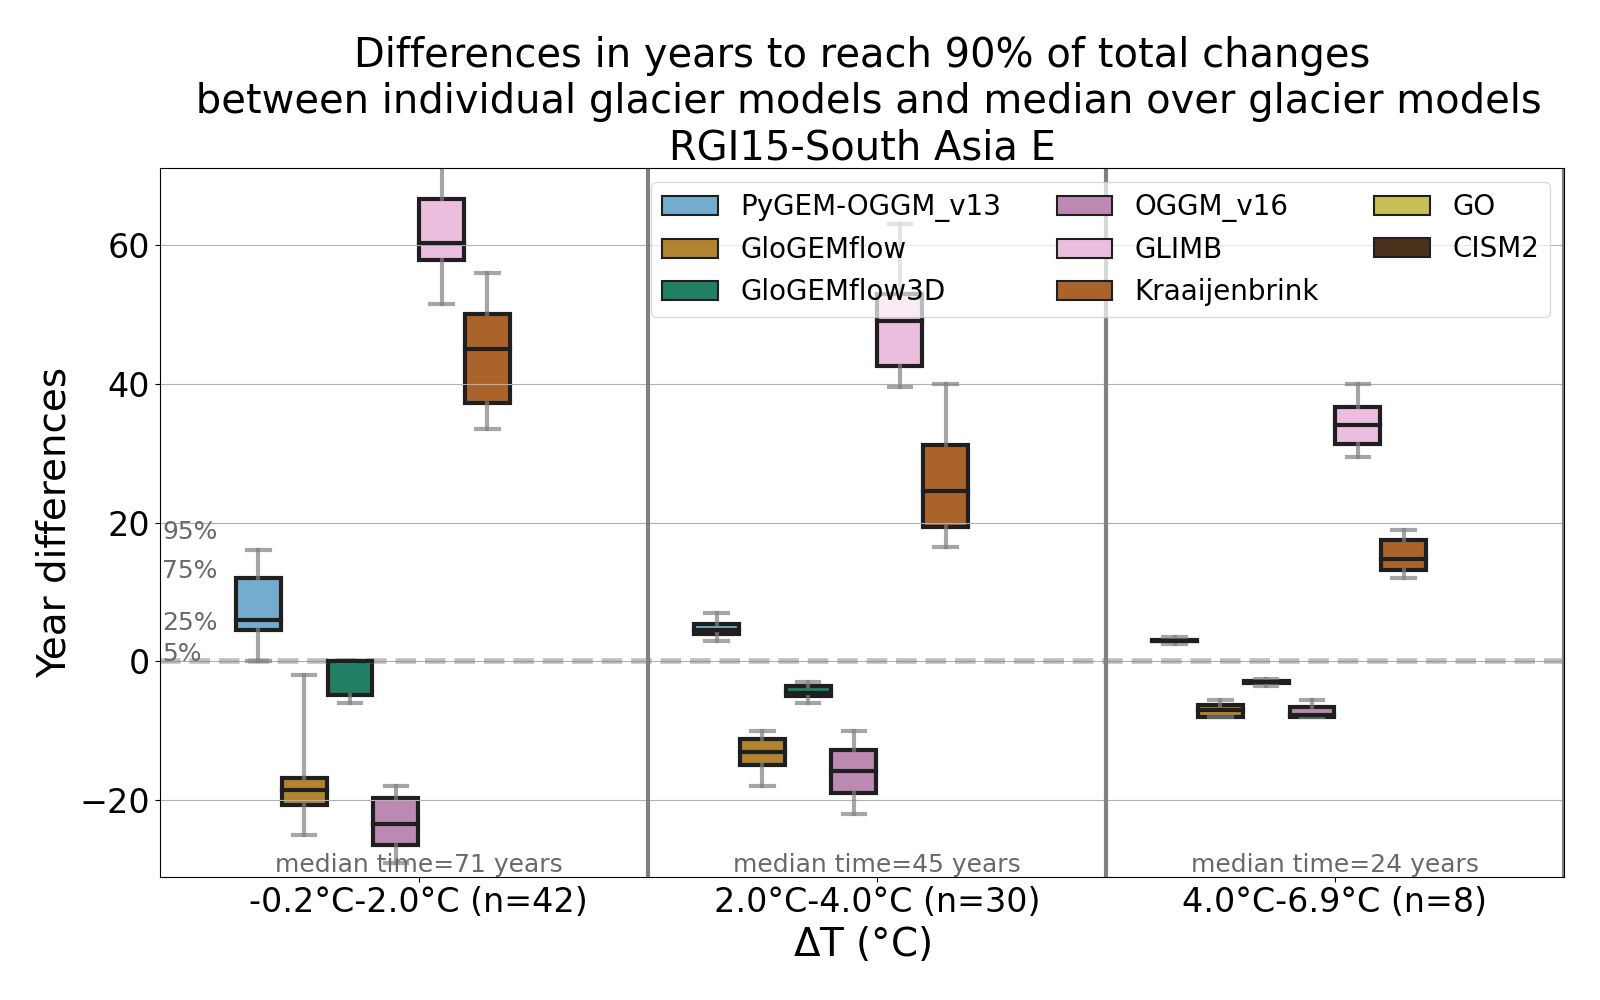 Differences in years to reach 90% of total changes
between individual glacier models and median over glacier models
RGI15-South Asia E
PyGEM-OGGM_v13
GloGEMflow
GloGEMflow3D
OGGM_v16
GLIMB
Kraaijenbrink
GO
CISM2
Year differences
60
40
20
0
−20
95%
75%
25%
5%
median time=71 years
median time=45 years
median time=24 years
-0.2°C-2.0°C (n=42)
2.0°C-4.0°C (n=30)
4.0°C-6.9°C (n=8)
ΔT (°C)